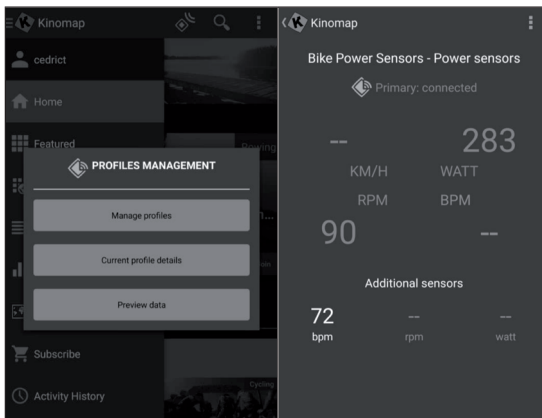 Kinomap
cedrict
Home
Featured
Rowing
PROFILES MANAGEMENT
Manage profiles
Current profile details
Preview data
Subscribe
Cycling
Activity History
Kinomap
Bike Power Sensors - Power sensors
Primary: connected
-- 283
KM/H WATT
RPM BPM
90 --
Additional sensors
72 -- --
bpm rpm watt